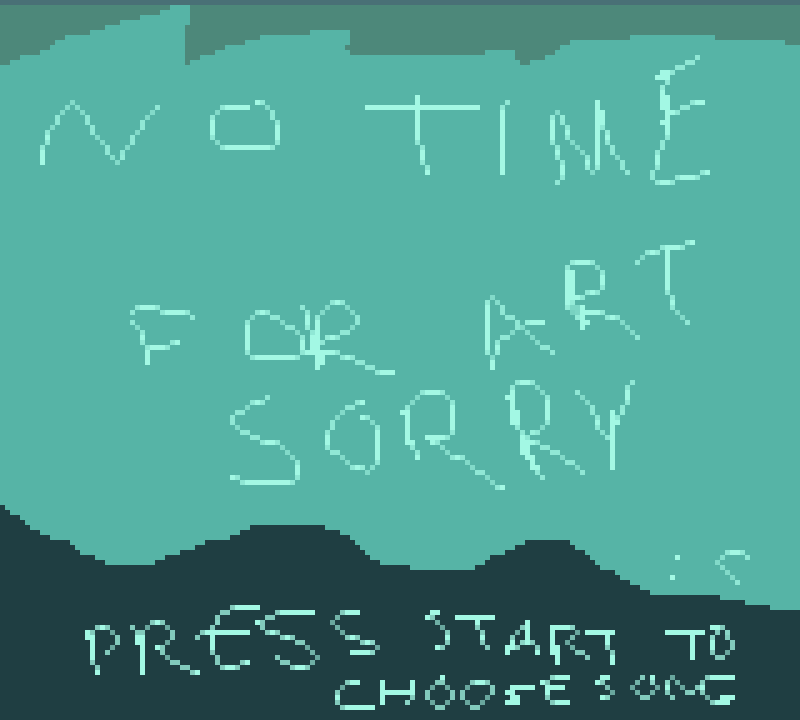 NO TIME
FOR ART
SORRY
:C
PRESS START TO
CHOOSE SONG